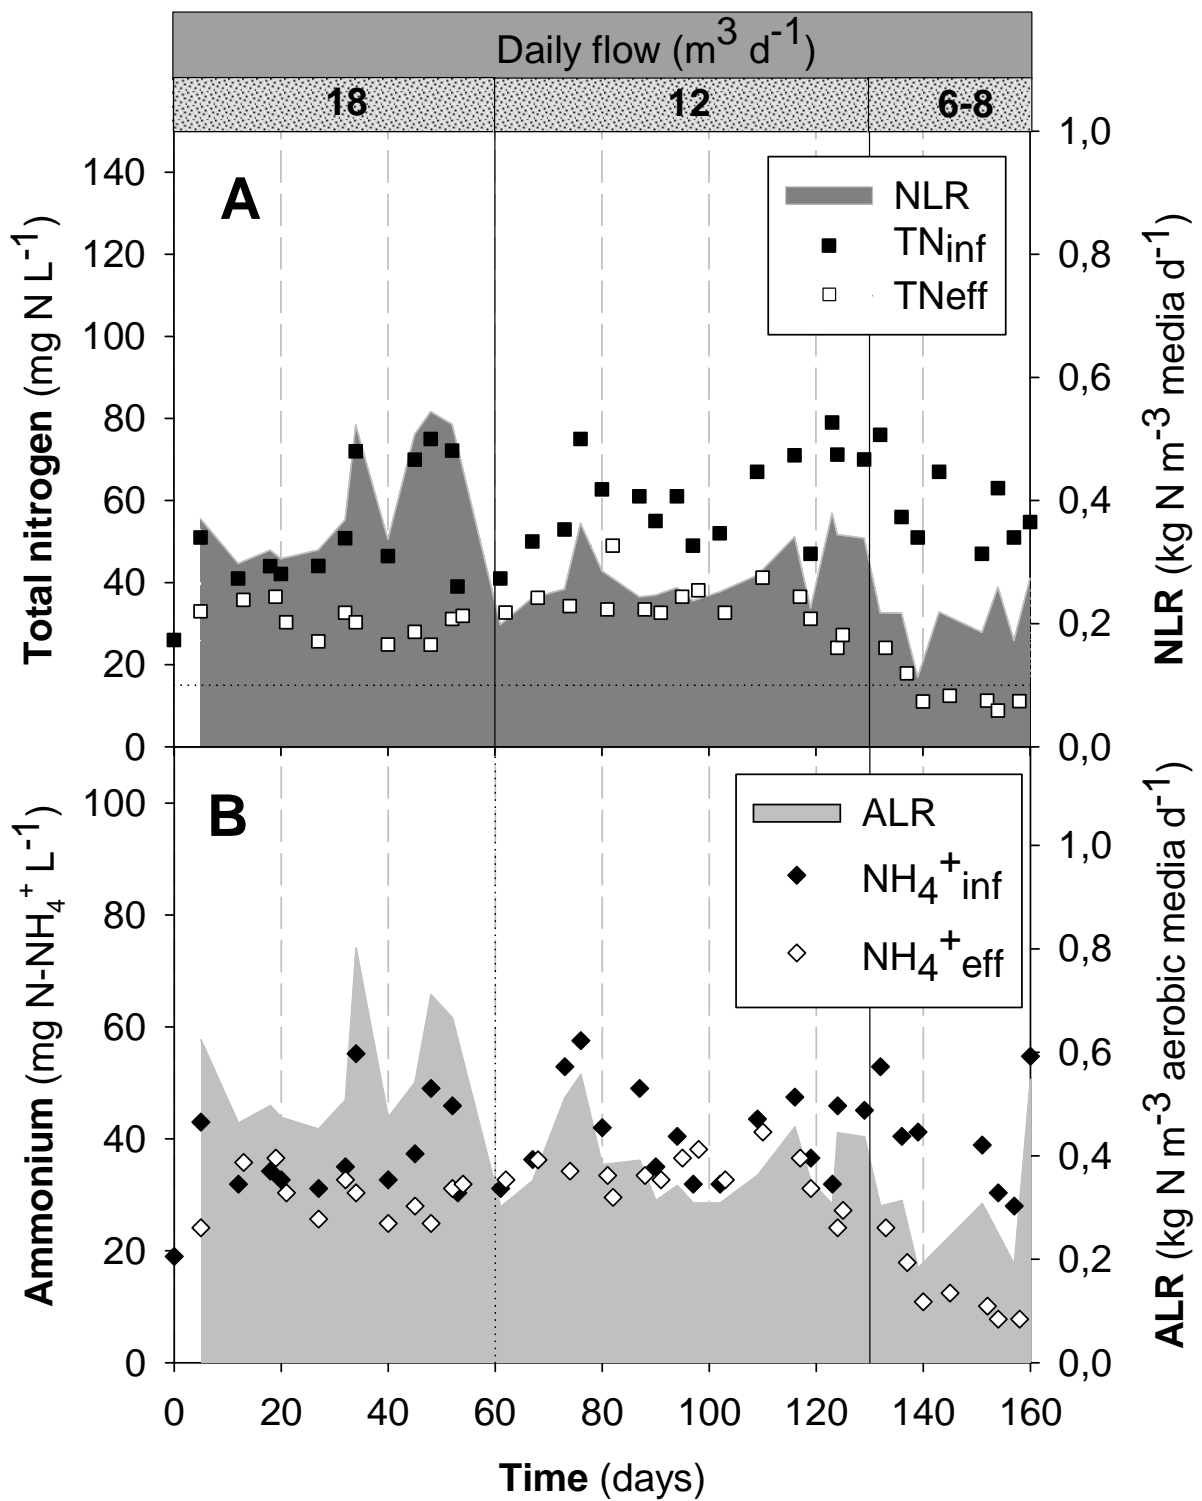 Daily flow (m³ d⁻¹)
18 12 6-8
A
NLR
TNinf
TNeff
Total nitrogen (mg N L⁻¹)
140
120
100
80
60
40
20
0
1,0
0,8
0,6
0,4
0,2
0,0
NLR (kg N m⁻³ media d⁻¹)
B
ALR
NH₄⁺inf
NH₄⁺eff
Ammonium (mg N-NH₄⁺ L⁻¹)
100
80
60
40
20
0
1,0
0,8
0,6
0,4
0,2
0,0
ALR (kg N m⁻³ aerobic media d⁻¹)
0 20 40 60 80 100 120 140 160
Time (days)